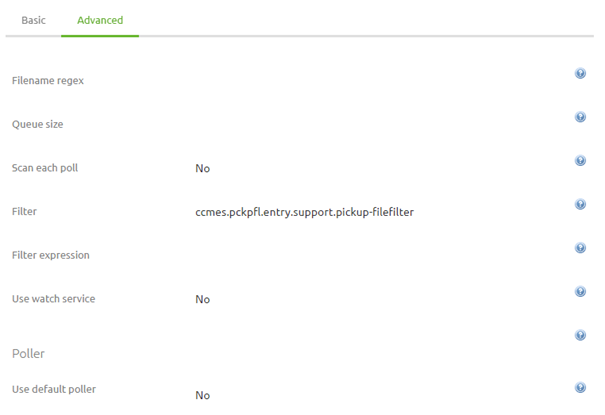 Basic Advanced
Filename regex
Queue size
Scan each poll No
Filter ccmes.pckpfl.entry.support.pickup-filefilter
Filter expression
Use watch service No
Poller
Use default poller No